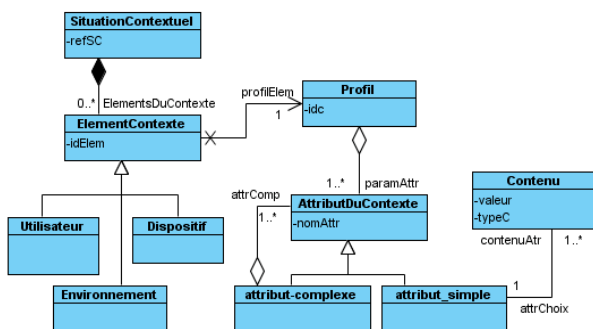 SituationContextuel
-refSC
0..* ElementsDuContexte
profilElem
1
Profil
-idc
ElementContexte
-idElem
1..* paramAttr
attrComp
1..*
AttributDuContexte
-nomAttr
Contenu
-valeur
-typeC
contenuAtr 1..*
Utilisateur
Dispositif
Environnement
attribut-complexe
attribut_simple
1
attrChoix